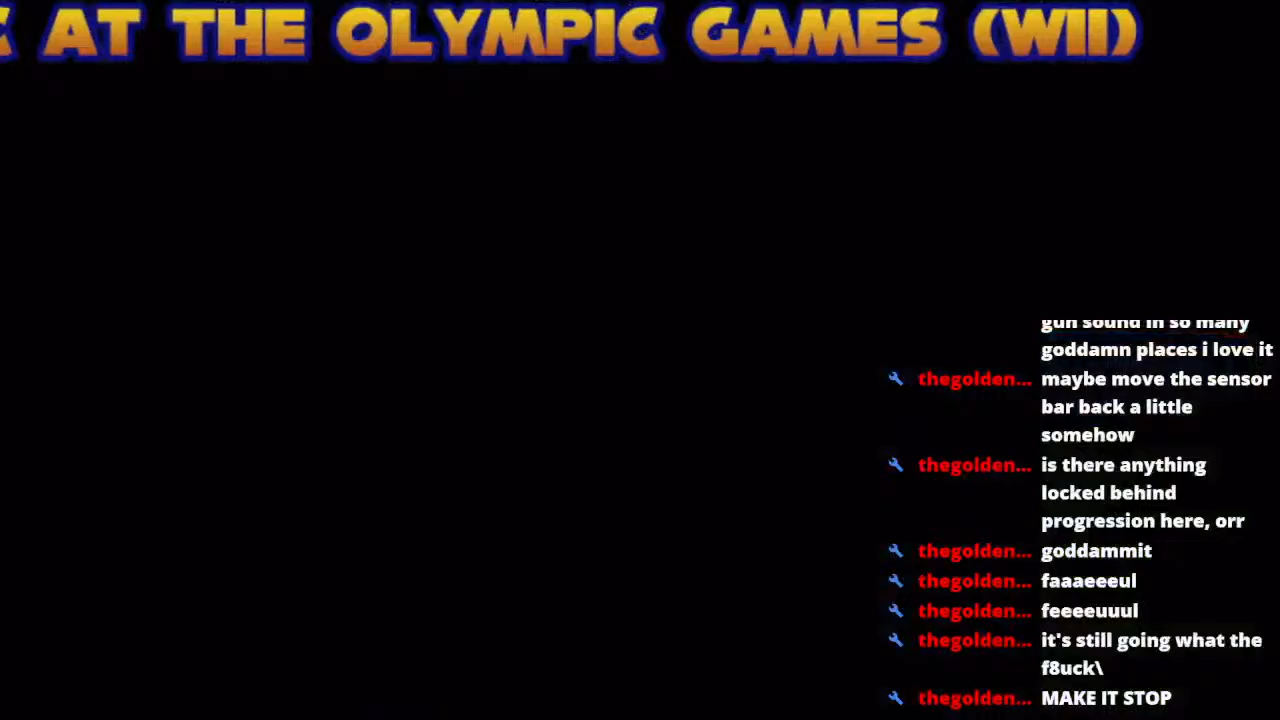 AT THE OLYMPIC GAMES (WII)
gun sound in so many
goddamn places i love it
thegolden... maybe move the sensor
bar back a little
somehow
thegolden... is there anything
locked behind
progression here, orr
thegolden... goddammit
thegolden... faaaeeeul
thegolden... feeeeuuul
thegolden... it's still going what the
f8uck\
thegolden... MAKE IT STOP